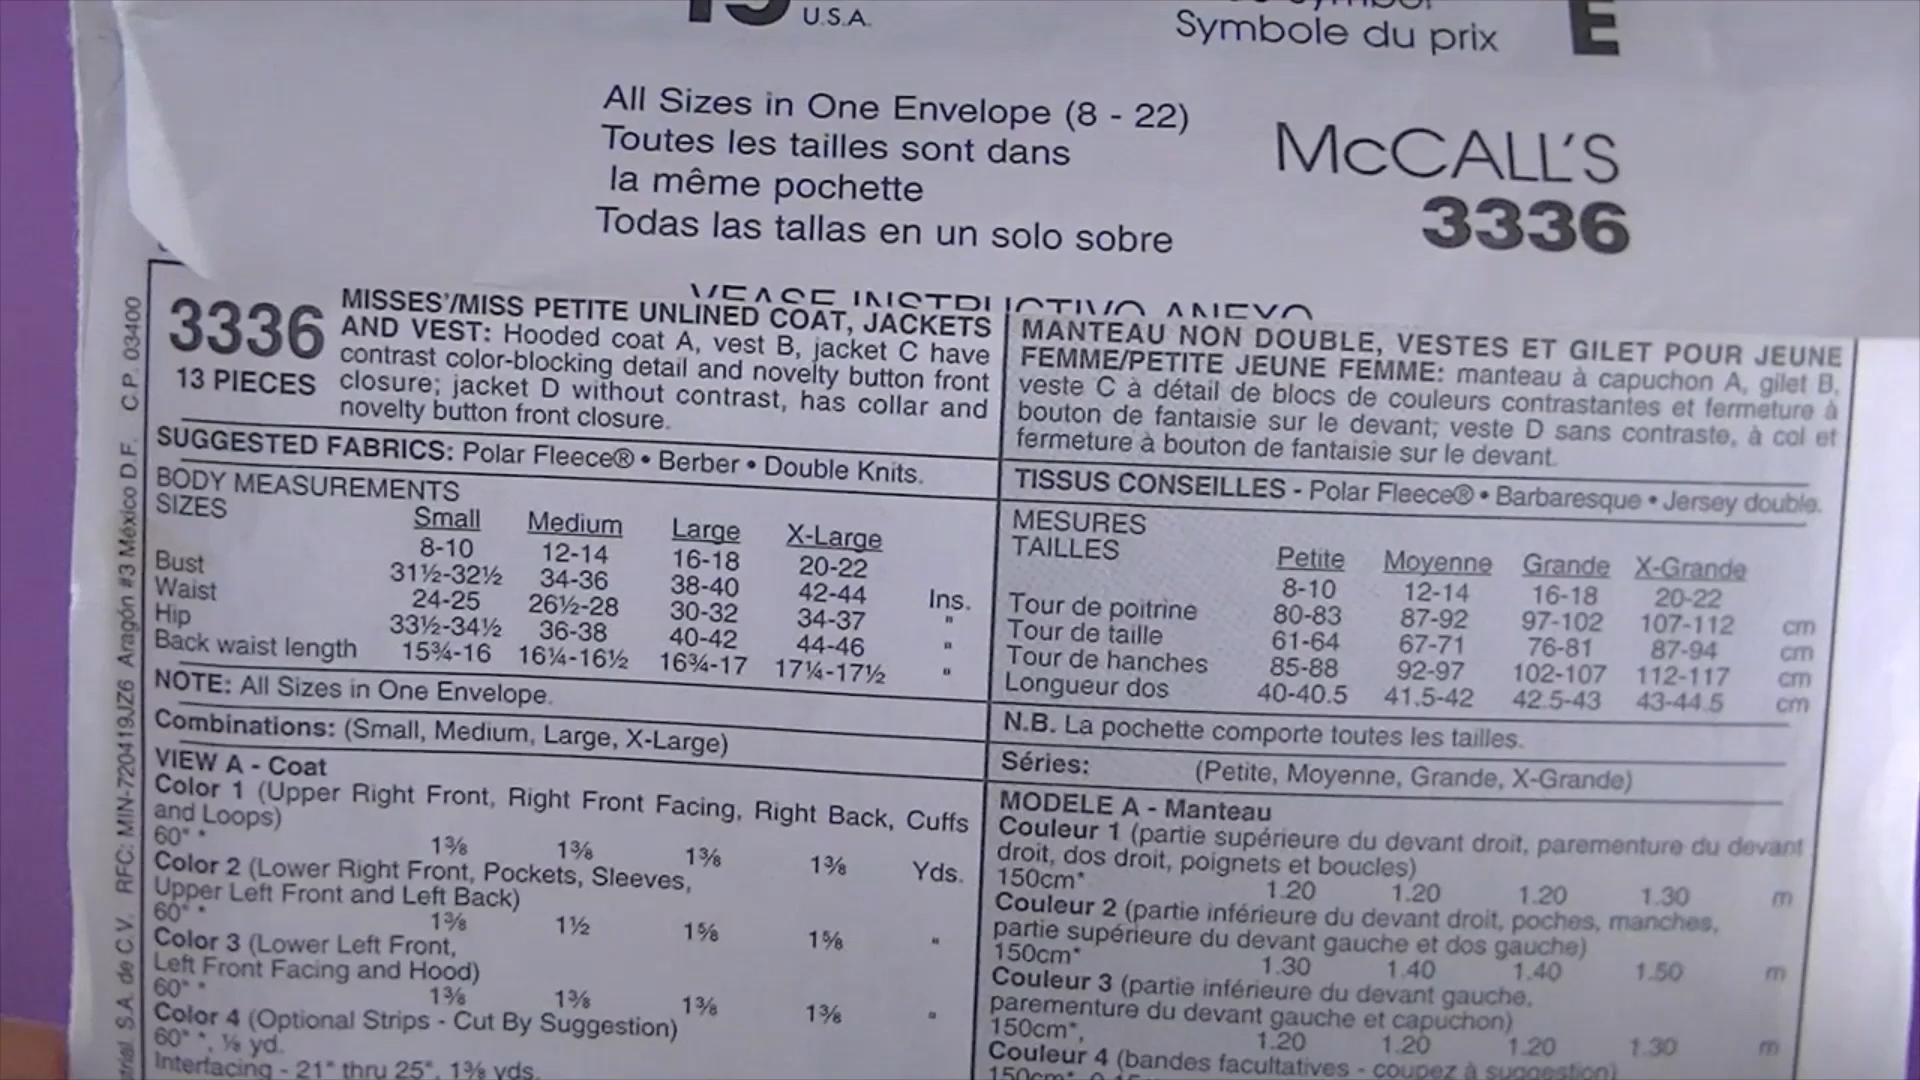 U.S.A.
Symbole du prix E
All Sizes in One Envelope (8 - 22)
Toutes les tailles sont dans
la même pochette
Todas las tallas en un solo sobre
McCALL'S
3336
VEASE INSTRUCTIVO ANEXO
3336
13 PIECES
MISSES'/MISS PETITE UNLINED COAT, JACKETS
AND VEST: Hooded coat A, vest B, jacket C have
contrast color-blocking detail and novelty button front
closure; jacket D without contrast, has collar and
novelty button front closure.
SUGGESTED FABRICS: Polar Fleece® • Berber • Double Knits.
BODY MEASUREMENTS
SIZES Small Medium Large X-Large
8-10 12-14 16-18 20-22
Bust 31½-32½ 34-36 38-40 42-44 Ins.
Waist 24-25 26½-28 30-32 34-37 "
Hip 33½-34½ 36-38 40-42 44-46 "
Back waist length 15¾-16 16¼-16½ 16¾-17 17¼-17½ "
NOTE: All Sizes in One Envelope.
Combinations: (Small, Medium, Large, X-Large)
VIEW A - Coat
Color 1 (Upper Right Front, Right Front Facing, Right Back, Cuffs
and Loops)
60" * 1⅜ 1⅜ 1⅜ 1⅜ Yds.
Color 2 (Lower Right Front, Pockets, Sleeves,
Upper Left Front and Left Back)
60" * 1⅜ 1½ 1⅝ 1⅝ "
Color 3 (Lower Left Front,
Left Front Facing and Hood)
60" * 1⅜ 1⅜ 1⅜ 1⅜ "
Color 4 (Optional Strips - Cut By Suggestion)
60" *, ⅛ yd.
Interfacing - 21" thru 25", 1⅜ yds.
MANTEAU NON DOUBLE, VESTES ET GILET POUR JEUNE
FEMME/PETITE JEUNE FEMME: manteau à capuchon A, gilet B,
veste C à détail de blocs de couleurs contrastantes et fermeture à
bouton de fantaisie sur le devant; veste D sans contraste, à col et
fermeture à bouton de fantaisie sur le devant.
TISSUS CONSEILLES - Polar Fleece® • Barbaresque • Jersey double.
MESURES
TAILLES Petite Moyenne Grande X-Grande
8-10 12-14 16-18 20-22
Tour de poitrine 80-83 87-92 97-102 107-112 cm
Tour de taille 61-64 67-71 76-81 87-94 cm
Tour de hanches 85-88 92-97 102-107 112-117 cm
Longueur dos 40-40.5 41.5-42 42.5-43 43-44.5 cm
N.B. La pochette comporte toutes les tailles.
Séries: (Petite, Moyenne, Grande, X-Grande)
MODELE A - Manteau
Couleur 1 (partie supérieure du devant droit, parementure du devant
droit, dos droit, poignets et boucles)
150cm* 1.20 1.20 1.20 1.30 m
Couleur 2 (partie inférieure du devant droit, poches, manches,
partie supérieure du devant gauche et dos gauche)
150cm* 1.30 1.40 1.40 1.50 m
Couleur 3 (partie inférieure du devant gauche,
parementure du devant gauche et capuchon)
150cm*, 1.20 1.20 1.20 1.30 m
Couleur 4 (bandes facultatives - coupez à suggestion)
150cm*
S.A. de C.V. RFC: MIN-720419JZ6 Aragón #3 México D.F. C.P. 03400